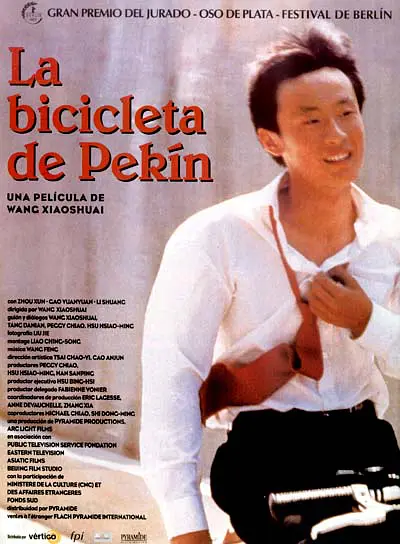 GRAN PREMIO DEL JURADO - OSO DE PLATA - FESTIVAL DE BERLÍN
La
bicicleta
de Pekín
UNA PELÍCULA DE
WANG XIAOSHUAI
con ZHOU XUN - GAO YUANYUAN - LI SHUANG
dirigida por WANG XIAOSHUAI
guión y diálogos WANG XIAOSHUAI,
TANG DANIAN, PEGGY CHIAO, HSU HSIAO-MING
fotografía LIU JIE
montage LIAO CHING-SONG
música WANG FENG
dirección artística TSAI CHAO-YI, CAO ANJUN
productores PEGGY CHIAO,
HSU HSIAO-MING, HAN SANPING
productor ejecutivo HSU BING-HSI
productor delegado FABIENNE VONIER
coordinadores de producción ERIC LAGESSE,
ANNE DEVAUCHELLE, ZHANG XIA
coproductores MICHAEL CHIAO, SHI DONG-MING
una producción de PYRAMIDE PRODUCTIONS,
ARC LIGHT FILMS
en asociación con
PUBLIC TELEVISION SERVICE FONDATION
EASTERN TELEVISION
ASIATIC FILMS
BEIJING FILM STUDIO
con la participación de
MINISTERE DE LA CULTURE (CNC) ET
DES AFFAIRES ETRANGERES
FONDS SUD
distribution par PYRAMIDE
ventes à l'étranger FLACH PYRAMIDE INTERNATIONAL
Distribuida por vértigo fpi PYRAMIDE